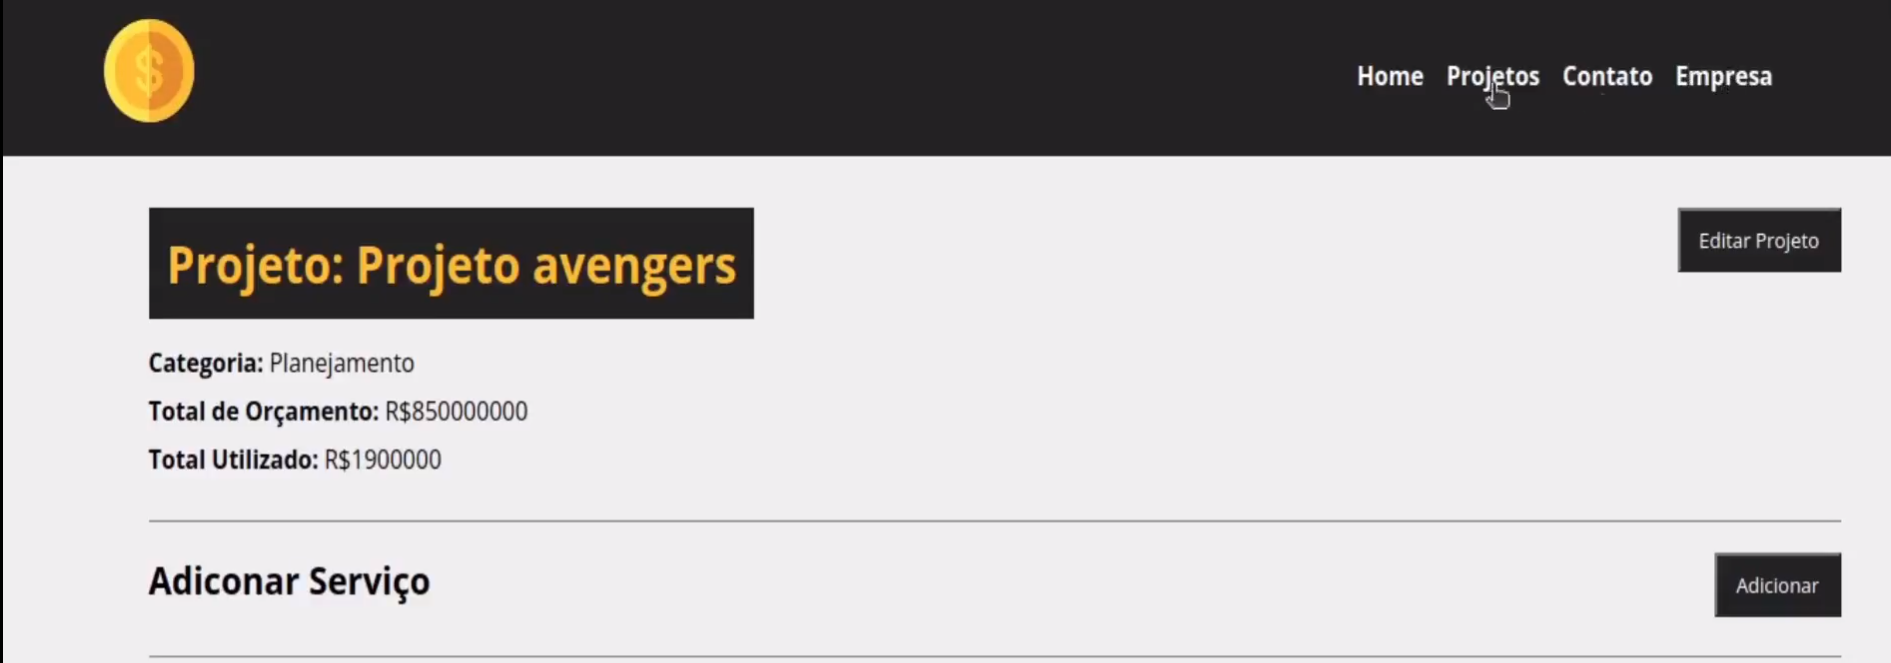 $
Home Projetos Contato Empresa
Projeto: Projeto avengers
Editar Projeto
Categoria: Planejamento
Total de Orçamento: R$850000000
Total Utilizado: R$1900000
Adiconar Serviço
Adicionar